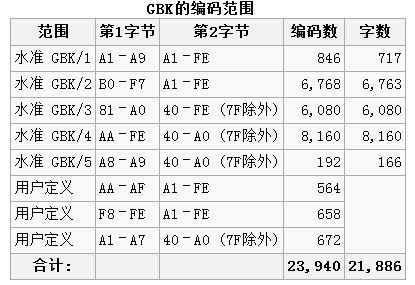 GBK的编码范围
范围 第1字节 第2字节 编码数 字数
水准 GBK/1 A1－A9 A1－FE 846 717
水准 GBK/2 B0－F7 A1－FE 6,768 6,763
水准 GBK/3 81－A0 40－FE (7F除外) 6,080 6,080
水准 GBK/4 AA－FE 40－A0 (7F除外) 8,160 8,160
水准 GBK/5 A8－A9 40－A0 (7F除外) 192 166
用户定义 AA－AF A1－FE 564
用户定义 F8－FE A1－FE 658
用户定义 A1－A7 40－A0 (7F除外) 672
合计: 23,940 21,886